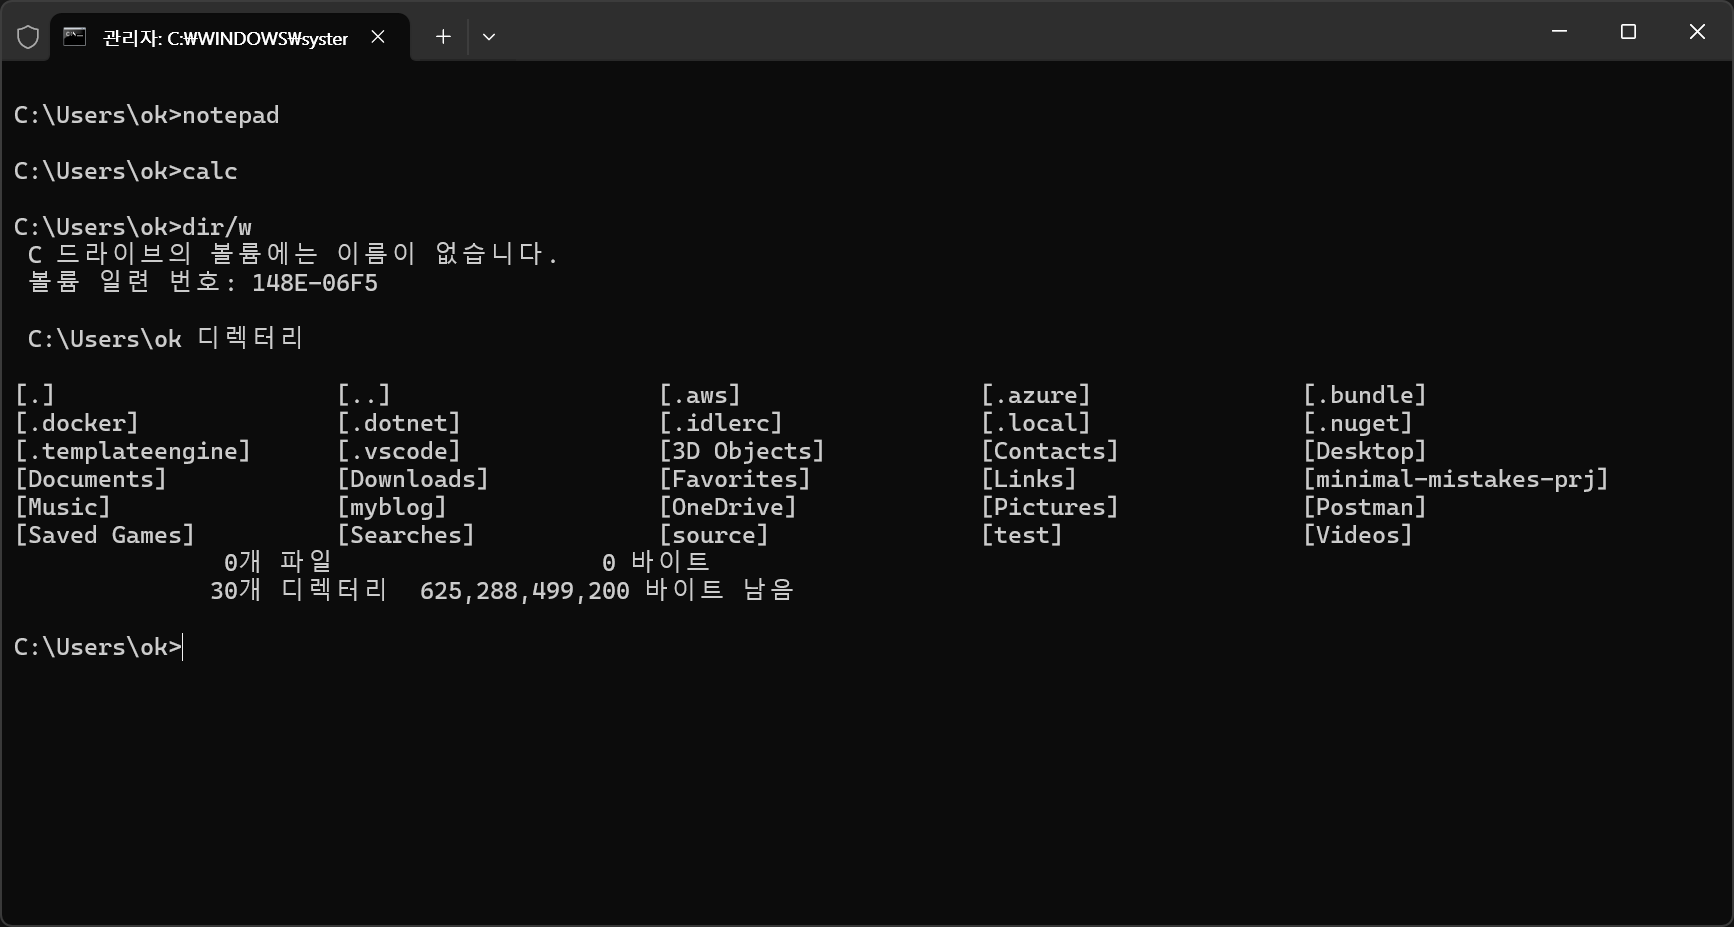 관리자: C:₩WINDOWS₩syster
C:\Users\ok>notepad
C:\Users\ok>calc
C:\Users\ok>dir/w
C 드라이브의 볼륨에는 이름이 없습니다.
볼륨 일련 번호: 148E-06F5
C:\Users\ok 디렉터리
[.] [..] [.aws] [.azure] [.bundle]
[.docker] [.dotnet] [.idlerc] [.local] [.nuget]
[.templateengine] [.vscode] [3D Objects] [Contacts] [Desktop]
[Documents] [Downloads] [Favorites] [Links] [minimal-mistakes-prj]
[Music] [myblog] [OneDrive] [Pictures] [Postman]
[Saved Games] [Searches] [source] [test] [Videos]
0개 파일 0 바이트
30개 디렉터리 625,288,499,200 바이트 남음
C:\Users\ok>